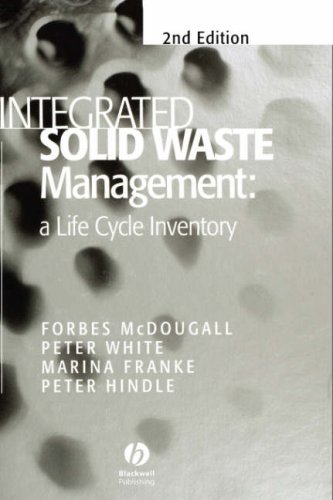 2nd Edition
INTEGRATED
SOLID WASTE
Management:
a Life Cycle Inventory
FORBES McDOUGALL
PETER WHITE
MARINA FRANKE
PETER HINDLE
Blackwell
Publishing